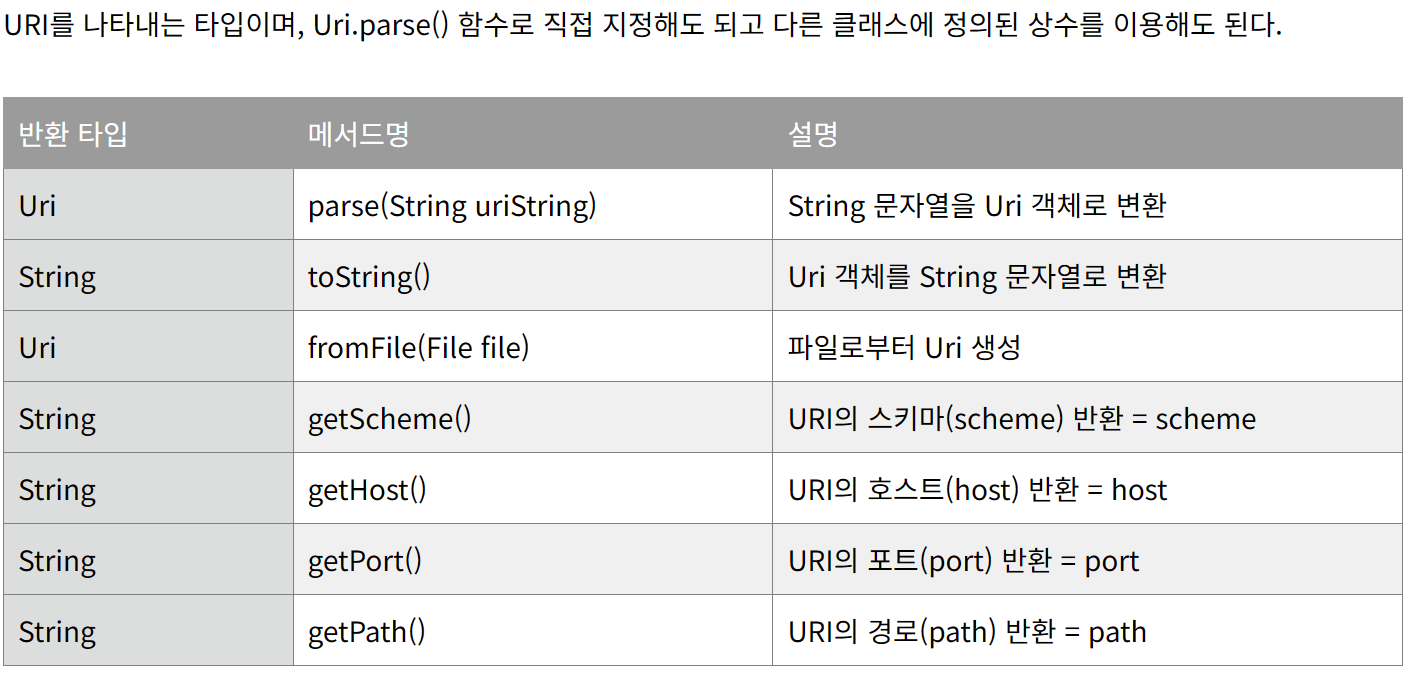 URI를 나타내는 타입이며, Uri.parse() 함수로 직접 지정해도 되고 다른 클래스에 정의된 상수를 이용해도 된다.
반환 타입 메서드명 설명
Uri parse(String uriString) String 문자열을 Uri 객체로 변환
String toString() Uri 객체를 String 문자열로 변환
Uri fromFile(File file) 파일로부터 Uri 생성
String getScheme() URI의 스키마(scheme) 반환 = scheme
String getHost() URI의 호스트(host) 반환 = host
String getPort() URI의 포트(port) 반환 = port
String getPath() URI의 경로(path) 반환 = path